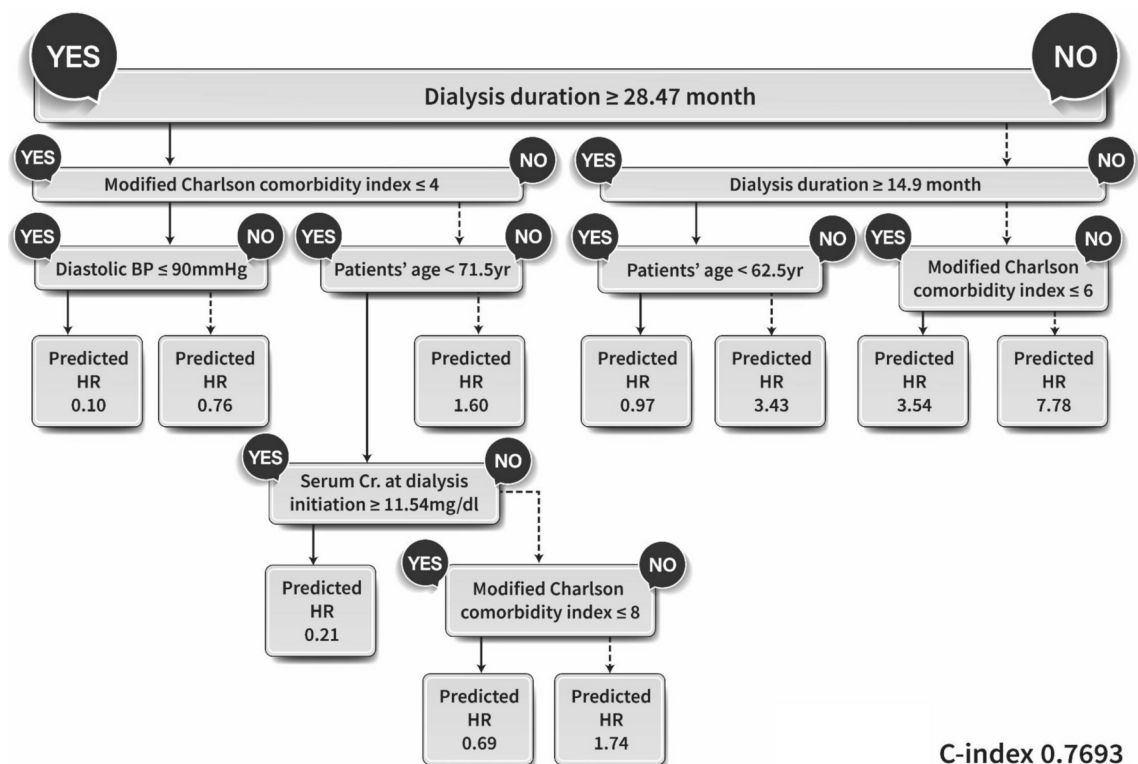 YES
NO
Dialysis duration ≥ 28.47 month
YES
NO
Modified Charlson comorbidity index ≤ 4
YES
NO
Dialysis duration ≥ 14.9 month
YES
NO
Diastolic BP ≤ 90mmHg
YES
NO
Patients' age < 71.5yr
YES
NO
Patients' age < 62.5yr
YES
NO
Modified Charlson
comorbidity index ≤ 6
Predicted
HR
0.10
Predicted
HR
0.76
Predicted
HR
1.60
Predicted
HR
0.97
Predicted
HR
3.43
Predicted
HR
3.54
Predicted
HR
7.78
YES
NO
Serum Cr. at dialysis
initiation ≥ 11.54mg/dl
Predicted
HR
0.21
YES
NO
Modified Charlson
comorbidity index ≤ 8
Predicted
HR
0.69
Predicted
HR
1.74
C-index 0.7693